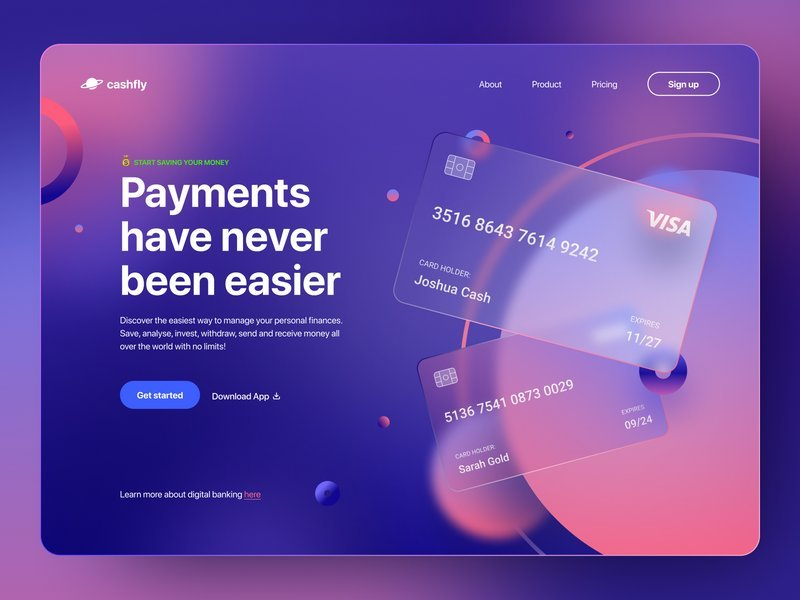 cashfly
About
Product
Pricing
Sign up
START SAVING YOUR MONEY
Payments
have never
been easier
Discover the easiest way to manage your personal finances.
Save, analyse, invest, withdraw, send and receive money all
over the world with no limits!
Get started
Download App
Learn more about digital banking here
VISA
3516 8643 7614 9242
CARD HOLDER:
Joshua Cash
EXPIRES
11/27
5136 7541 0873 0029
EXPIRES
09/24
CARD HOLDER:
Sarah Gold